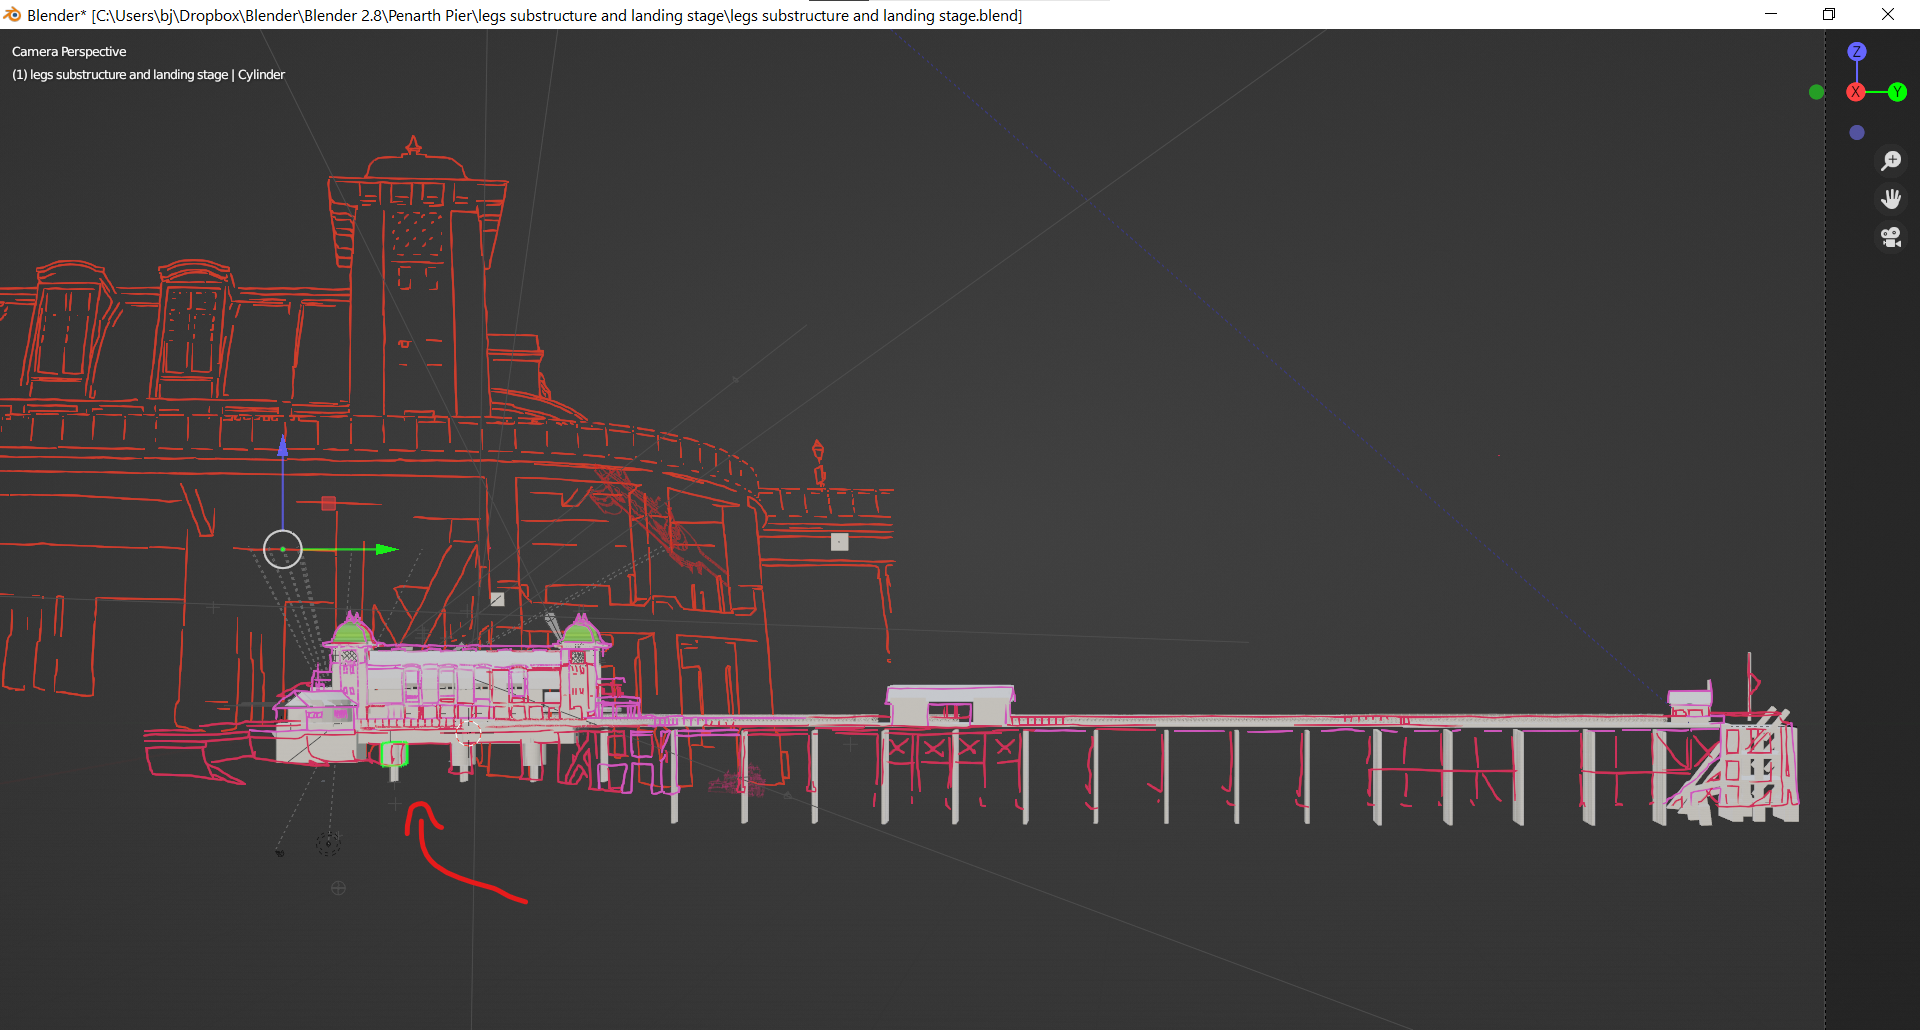 Blender* [C:\Users\bj\Dropbox\Blender\Blender 2.8\Penarth Pier\legs substructure and landing stage\legs substructure and landing stage.blend]
Camera Perspective
(1) legs substructure and landing stage | Cylinder
Z
X
Y